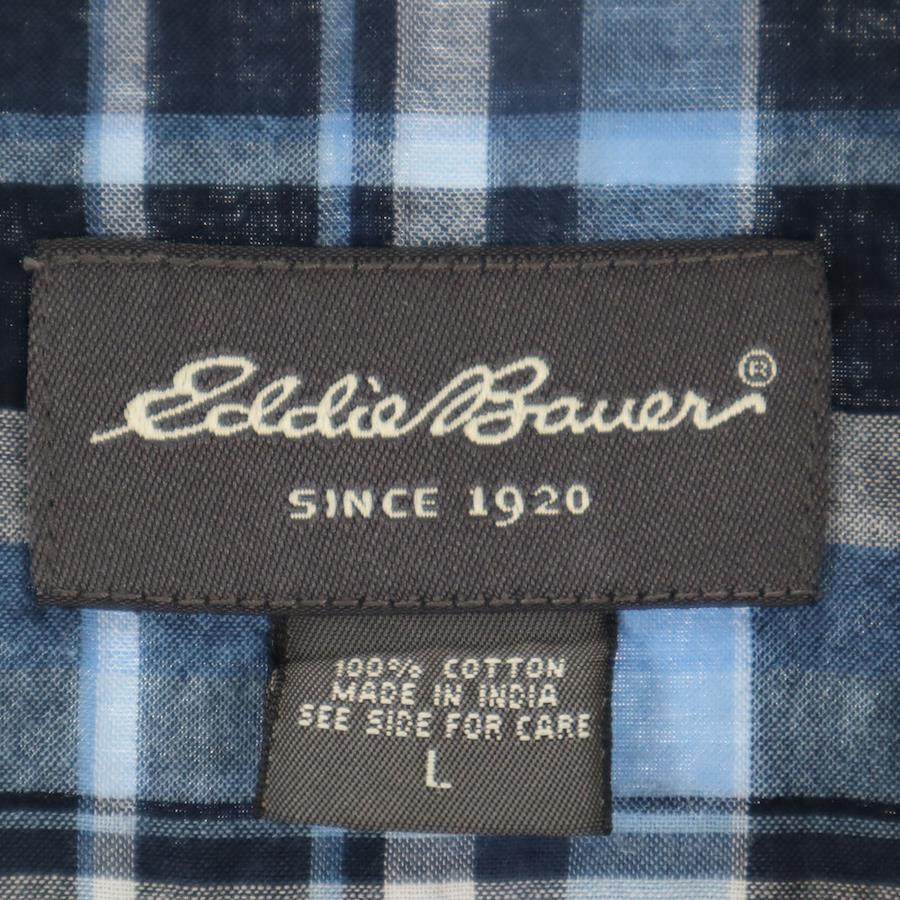 Eddie Bauer®
SINCE 1920
100% COTTON
MADE IN INDIA
SEE SIDE FOR CARE
L